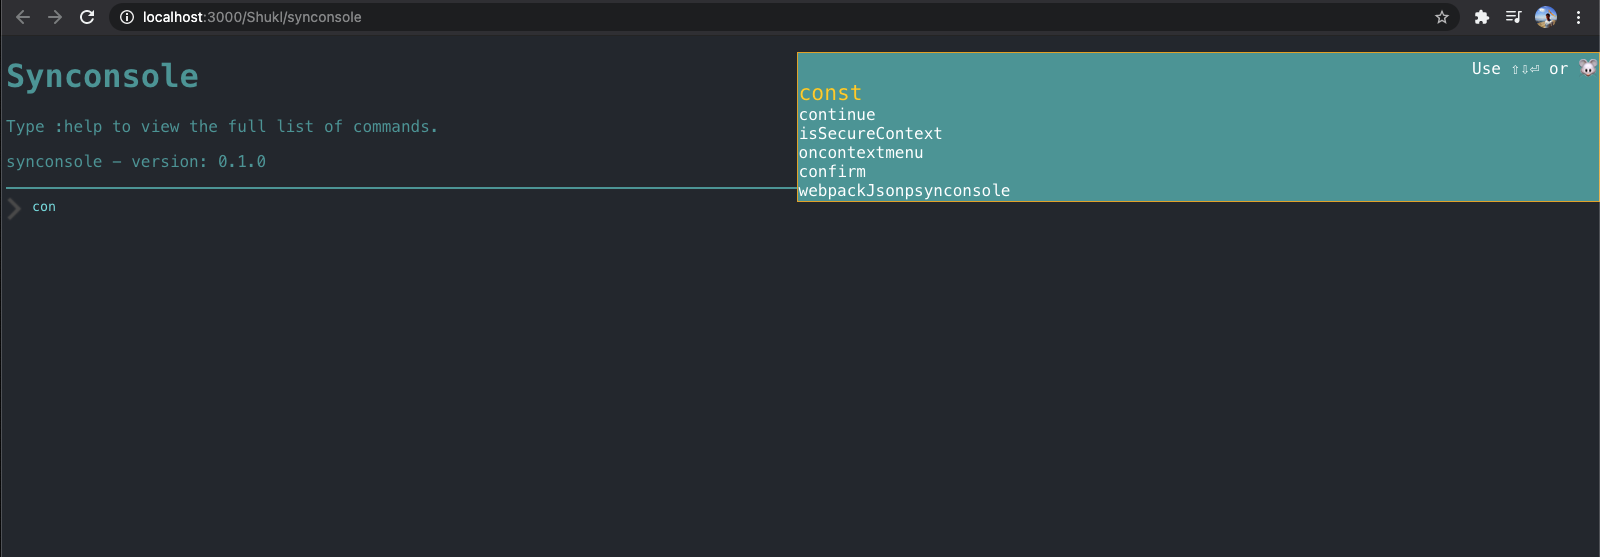 localhost:3000/Shukl/synconsole
Synconsole
Type :help to view the full list of commands.
synconsole - version: 0.1.0
con
Use ⇧⇩⏎ or 🐭
const
continue
isSecureContext
oncontextmenu
confirm
webpackJsonpsynconsole